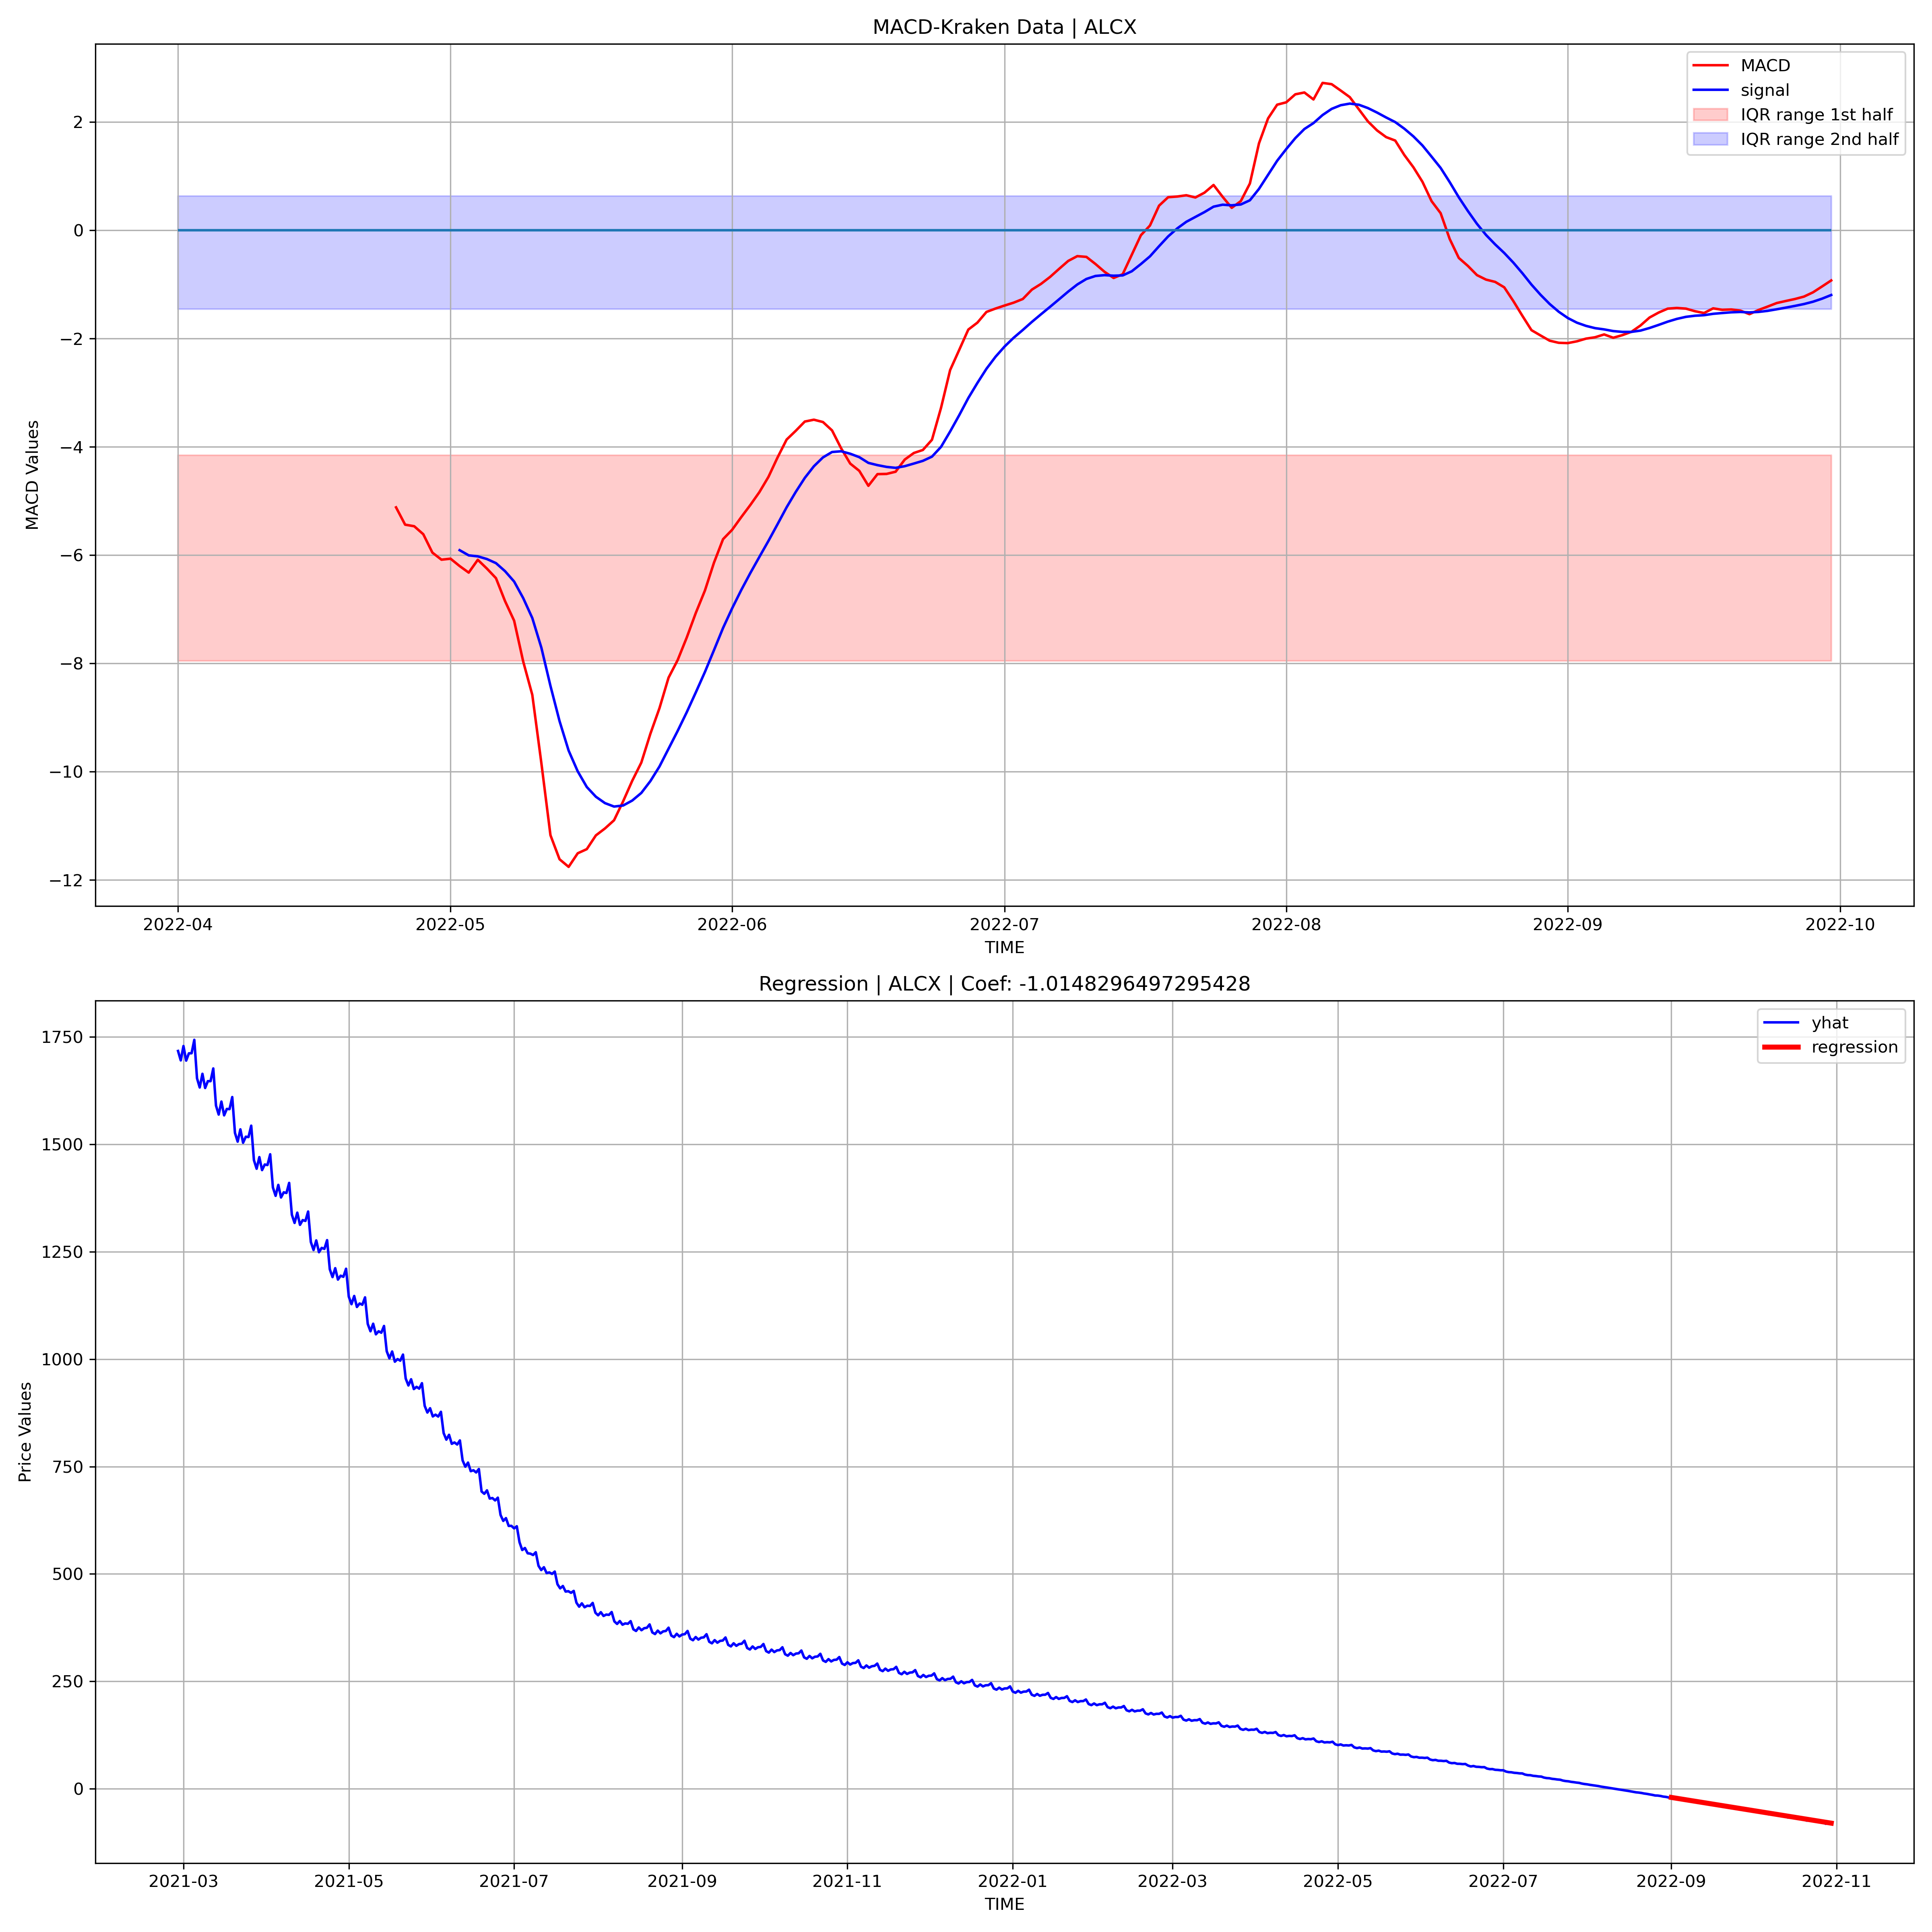 MACD-Kraken Data | ALCX
MACD
signal
IQR range 1st half
IQR range 2nd half
MACD Values
2
0
−2
−4
−6
−8
−10
−12
2022-04 2022-05 2022-06 2022-07 2022-08 2022-09 2022-10
TIME
Regression | ALCX | Coef: -1.0148296497295428
yhat
regression
Price Values
1750
1500
1250
1000
750
500
250
0
2021-03 2021-05 2021-07 2021-09 2021-11 2022-01 2022-03 2022-05 2022-07 2022-09 2022-11
TIME